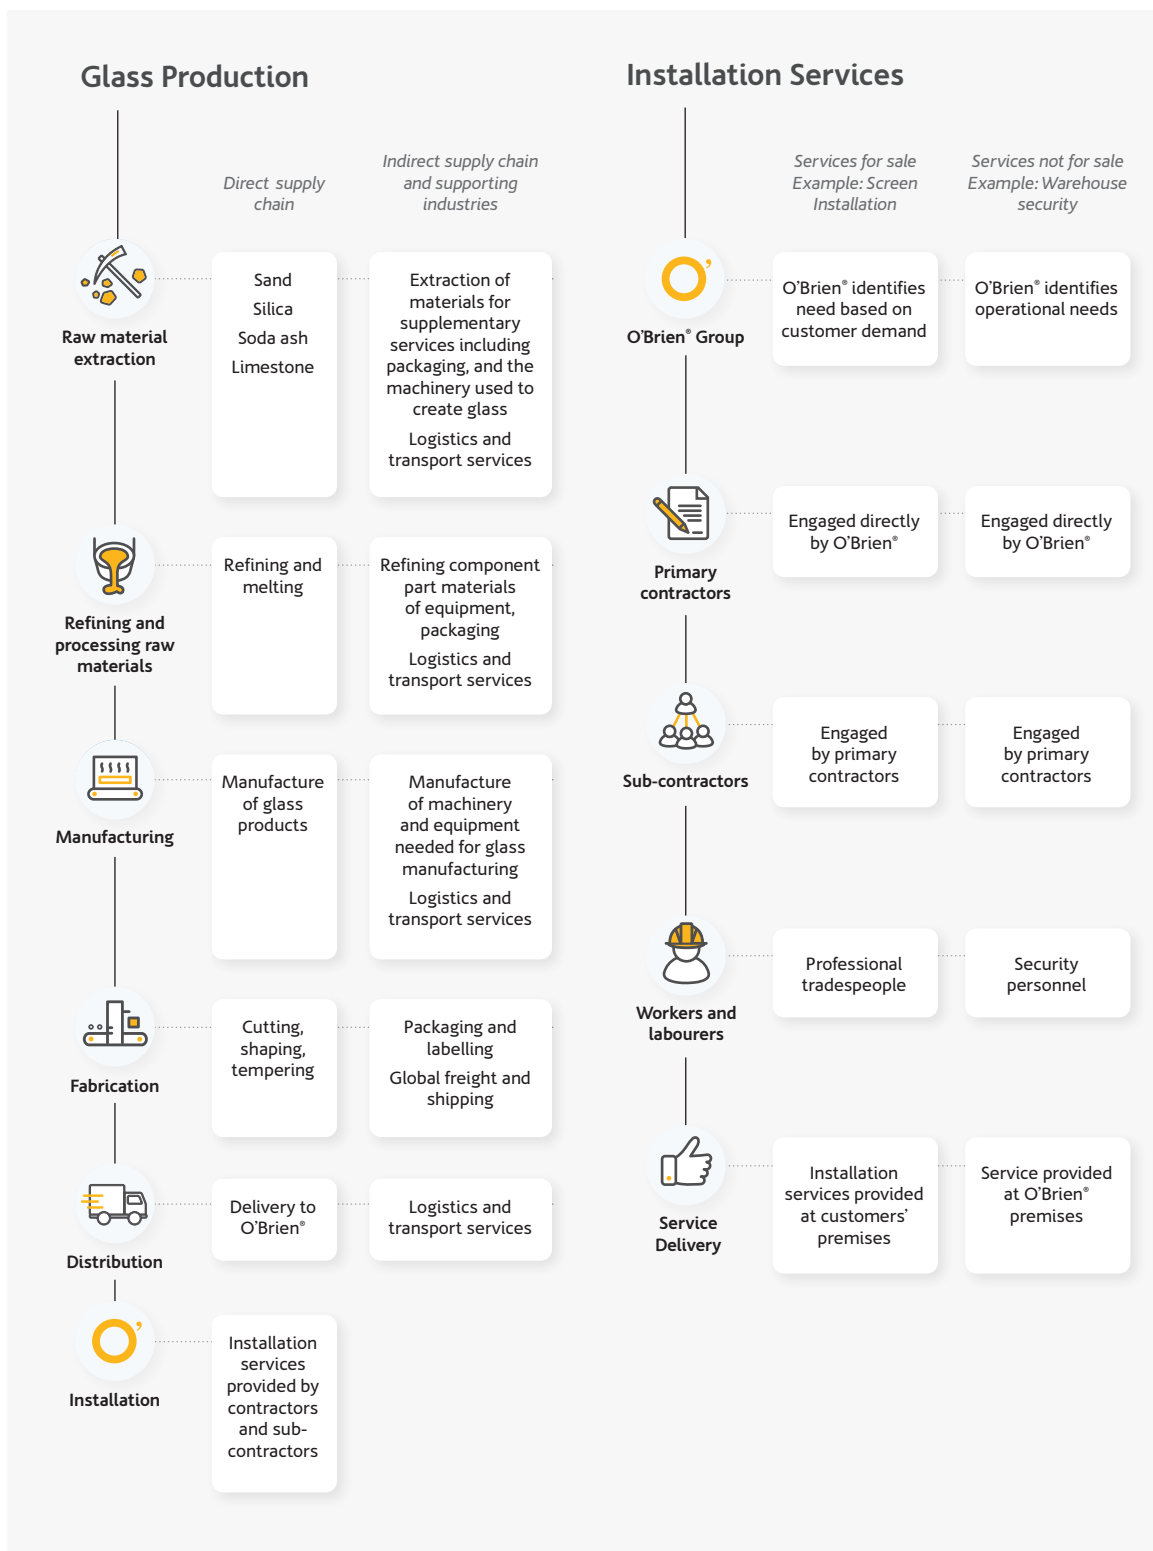 Glass Production
Direct supply
chain
Indirect supply chain
and supporting
industries
Raw material
extraction
Sand
Silica
Soda ash
Limestone
Extraction of
materials for
supplementary
services including
packaging, and the
machinery used to
create glass
Logistics and
transport services
Refining and
processing raw
materials
Refining and
melting
Refining component
part materials
of equipment,
packaging
Logistics and
transport services
Manufacturing
Manufacture
of glass
products
Manufacture
of machinery
and equipment
needed for glass
manufacturing
Logistics and
transport services
Fabrication
Cutting,
shaping,
tempering
Packaging and
labelling
Global freight and
shipping
Distribution
Delivery to
O'Brien®
Logistics and
transport services
O'
Installation
Installation
services
provided by
contractors
and sub-
contractors
Installation Services
Services for sale
Example: Screen
Installation
Services not for sale
Example: Warehouse
security
O'
O'Brien® Group
O'Brien® identifies
need based on
customer demand
O'Brien® identifies
operational needs
Primary
contractors
Engaged directly
by O'Brien®
Engaged directly
by O'Brien®
Sub-contractors
Engaged
by primary
contractors
Engaged
by primary
contractors
Workers and
labourers
Professional
tradespeople
Security
personnel
Service
Delivery
Installation
services provided
at customers'
premises
Service provided
at O'Brien®
premises